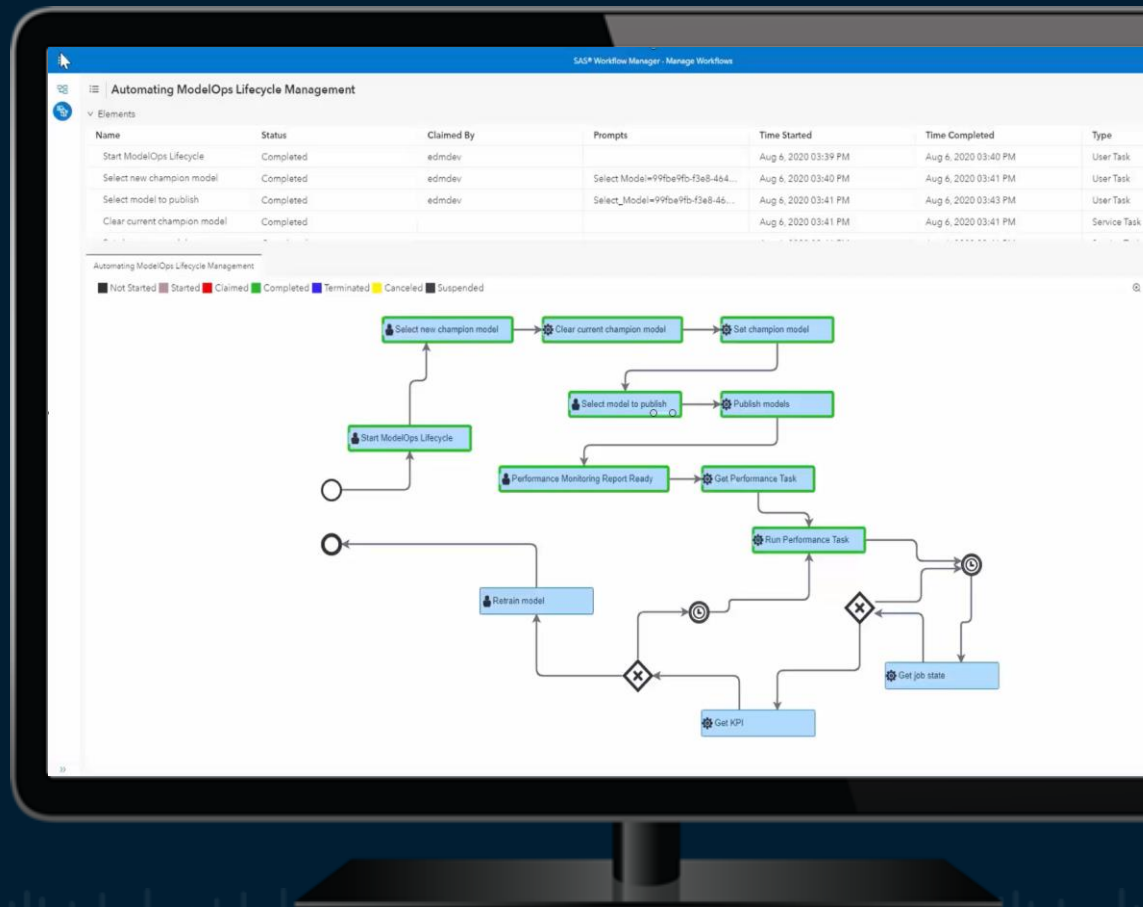 SAS® Workflow Manager - Manage Workflows
Automating ModelOps Lifecycle Management
Elements
Name Status Claimed By Prompts Time Started Time Completed Type
Start ModelOps Lifecycle Completed edmdev Aug 6, 2020 03:39 PM Aug 6, 2020 03:40 PM User Task
Select new champion model Completed edmdev Select Model=99fbe9fb-f3e8-464... Aug 6, 2020 03:40 PM Aug 6, 2020 03:41 PM User Task
Select model to publish Completed edmdev Select_Model=99fbe9fb-f3e8-46... Aug 6, 2020 03:41 PM Aug 6, 2020 03:43 PM User Task
Clear current champion model Completed Aug 6, 2020 03:41 PM Aug 6, 2020 03:41 PM Service Task
Automating ModelOps Lifecycle Management
Not Started Started Claimed Completed Terminated Canceled Suspended
Select new champion model Clear current champion model Set champion model
Select model to publish Publish models
Start ModelOps Lifecycle
Performance Monitoring Report Ready Get Performance Task
Run Performance Task
Retrain model
Get job state
Get KPI